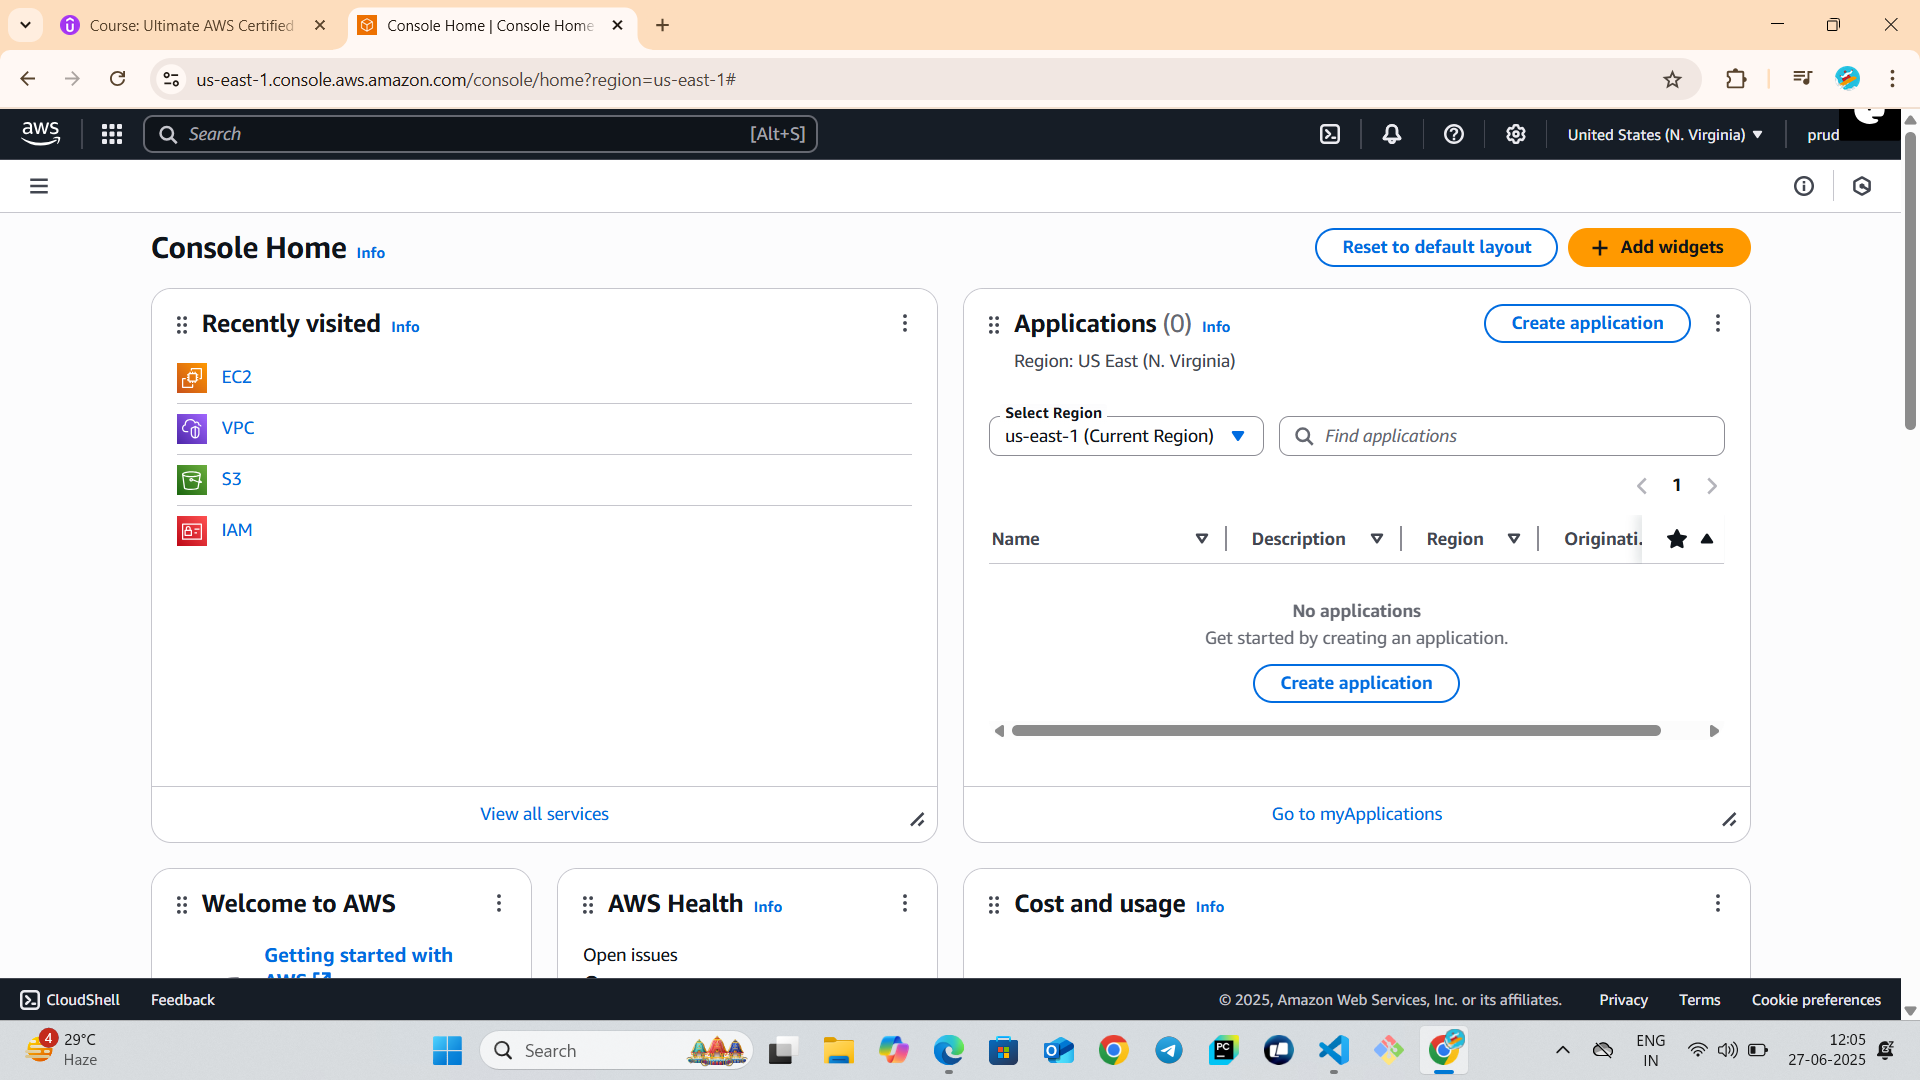 Course: Ultimate AWS Certified
Console Home | Console Home
us-east-1.console.aws.amazon.com/console/home?region=us-east-1#
aws
Search
[Alt+S]
United States (N. Virginia)
prud
Console Home Info
Reset to default layout
Add widgets
Recently visited Info
EC2
VPC
S3
IAM
View all services
Applications (0) Info
Create application
Region: US East (N. Virginia)
Select Region
us-east-1 (Current Region)
Find applications
1
Name
Description
Region
Originati.
No applications
Get started by creating an application.
Create application
Go to myApplications
Welcome to AWS
Getting started with
AWS
AWS Health Info
Open issues
Cost and usage Info
CloudShell
Feedback
© 2025, Amazon Web Services, Inc. or its affiliates.
Privacy
Terms
Cookie preferences
4
29°C
Haze
Search
PC
ENG
IN
12:05
27-06-2025